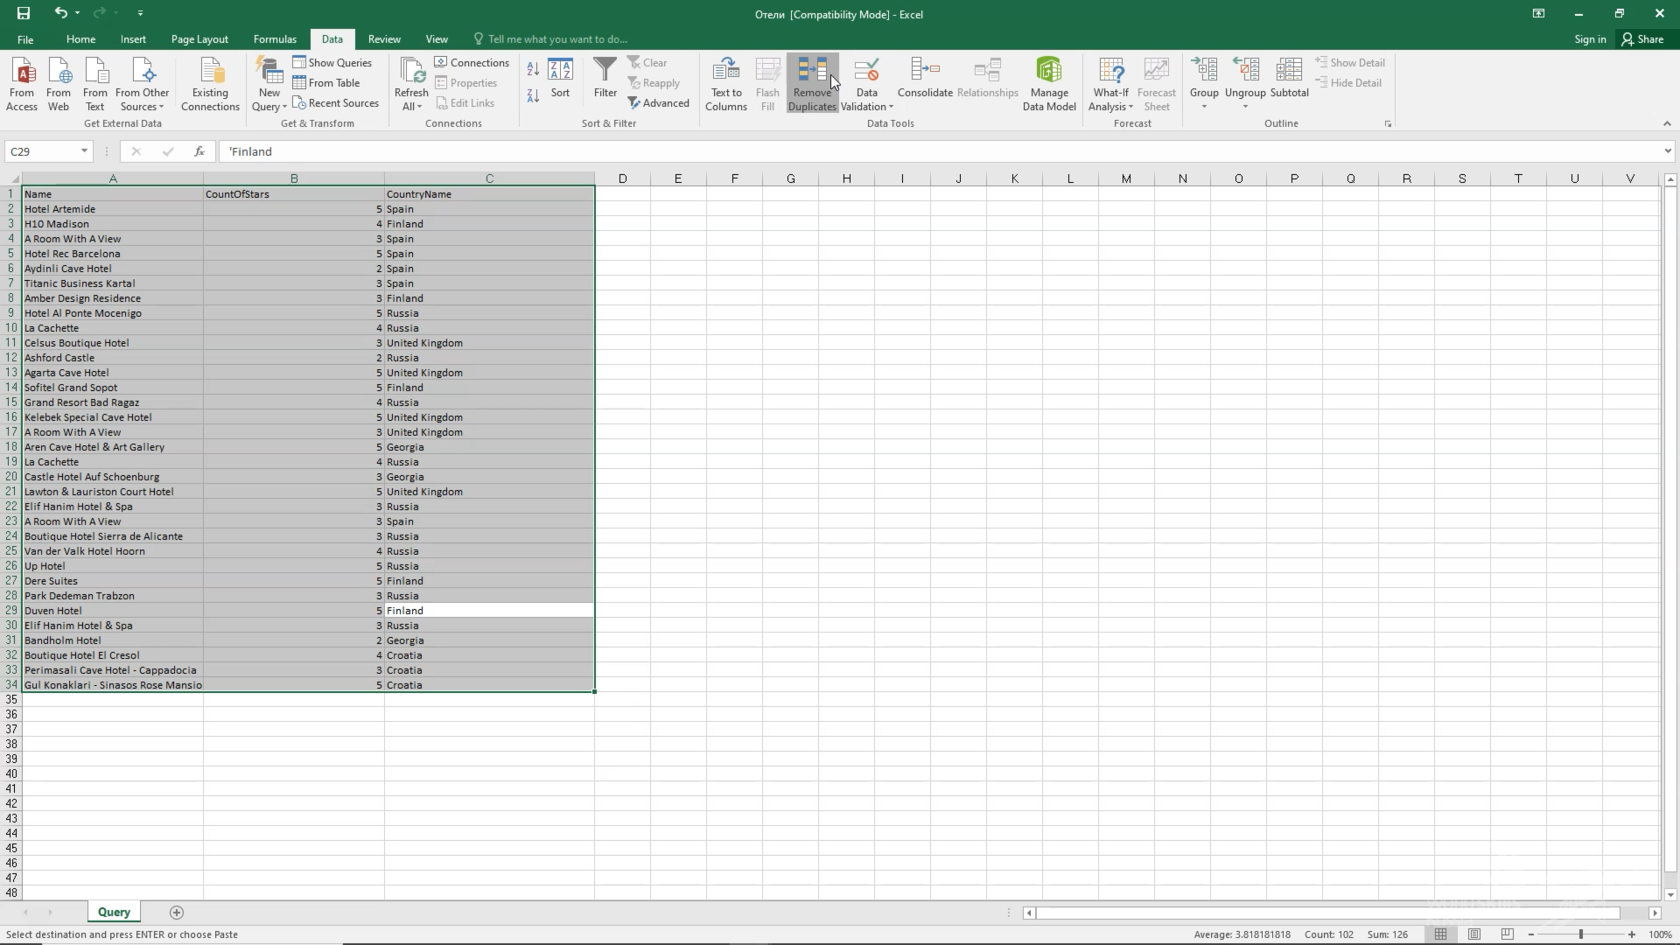 Отели [Compatibility Mode] - Excel
File Home Insert Page Layout Formulas Data Review View Tell me what you want to do... Sign in Share
From Access
From Web
From Text
From Other Sources
Existing Connections
Get External Data
New Query
Show Queries
From Table
Recent Sources
Get & Transform
Refresh All
Connections
Properties
Edit Links
Connections
Sort
Filter
Clear
Reapply
Advanced
Sort & Filter
Text to Columns
Flash Fill
Remove Duplicates
Data Validation
Consolidate
Relationships
Manage Data Model
Data Tools
What-If Analysis
Forecast Sheet
Forecast
Group
Ungroup
Subtotal
Show Detail
Hide Detail
Outline
C29 fx 'Finland
A B C D E F G H I J K L M N O P Q R S T U V
1 Name CountOfStars CountryName
2 Hotel Artemide 5 Spain
3 H10 Madison 4 Finland
4 A Room With A View 3 Spain
5 Hotel Rec Barcelona 5 Spain
6 Aydinli Cave Hotel 2 Spain
7 Titanic Business Kartal 3 Spain
8 Amber Design Residence 3 Finland
9 Hotel Al Ponte Mocenigo 5 Russia
10 La Cachette 4 Russia
11 Celsus Boutique Hotel 3 United Kingdom
12 Ashford Castle 2 Russia
13 Agarta Cave Hotel 5 United Kingdom
14 Sofitel Grand Sopot 5 Finland
15 Grand Resort Bad Ragaz 4 Russia
16 Kelebek Special Cave Hotel 5 United Kingdom
17 A Room With A View 3 United Kingdom
18 Aren Cave Hotel & Art Gallery 5 Georgia
19 La Cachette 4 Russia
20 Castle Hotel Auf Schoenburg 3 Georgia
21 Lawton & Lauriston Court Hotel 5 United Kingdom
22 Elif Hanim Hotel & Spa 3 Russia
23 A Room With A View 3 Spain
24 Boutique Hotel Sierra de Alicante 3 Russia
25 Van der Valk Hotel Hoorn 4 Russia
26 Up Hotel 5 Russia
27 Dere Suites 5 Finland
28 Park Dedeman Trabzon 3 Russia
29 Duven Hotel 5 Finland
30 Elif Hanim Hotel & Spa 3 Russia
31 Bandholm Hotel 2 Georgia
32 Boutique Hotel El Cresol 4 Croatia
33 Perimasali Cave Hotel - Cappadocia 3 Croatia
34 Gul Konaklari - Sinasos Rose Mansio 5 Croatia
35
36
37
38
39
40
41
42
43
44
45
46
47
48
Query
Select destination and press ENTER or choose Paste Average: 3.818181818 Count: 102 Sum: 126 100%